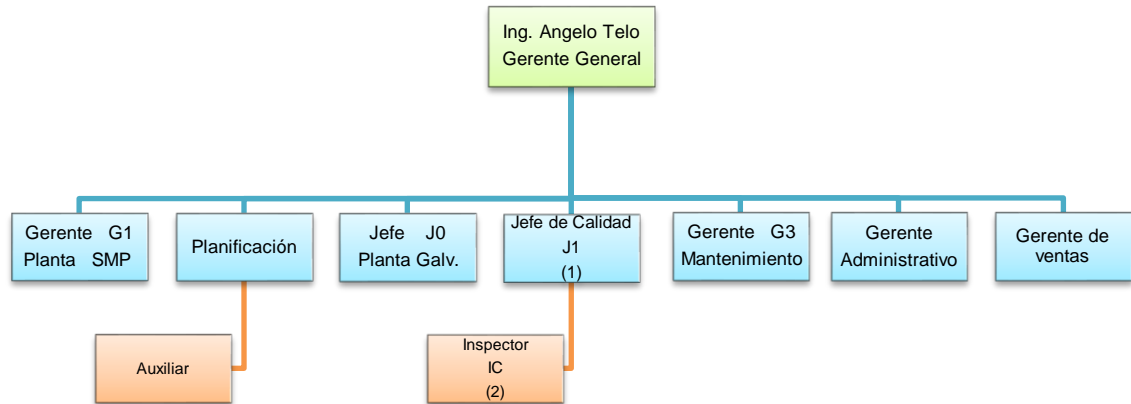 Ing. Angelo Telo
Gerente General
Gerente G1
Planta SMP
Planificación
Jefe J0
Planta Galv.
Jefe de Calidad
J1
(1)
Gerente G3
Mantenimiento
Gerente
Administrativo
Gerente de
ventas
Auxiliar
Inspector
IC
(2)